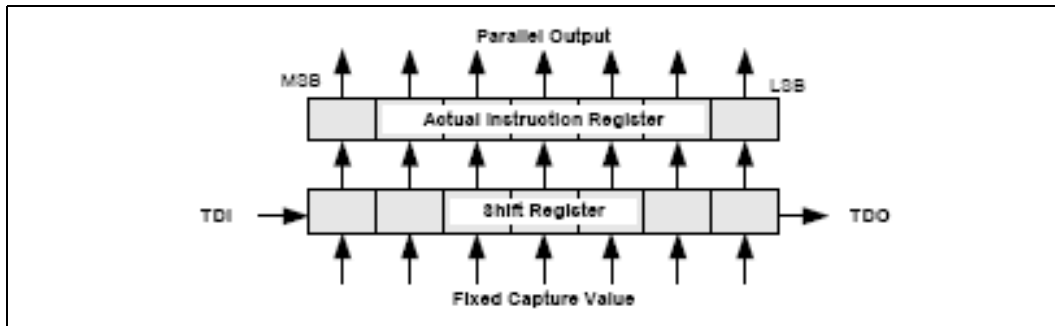 Parallel Output
MSB
LSB
Actual Instruction Register
TDI
Shift Register
TDO
Fixed Capture Value